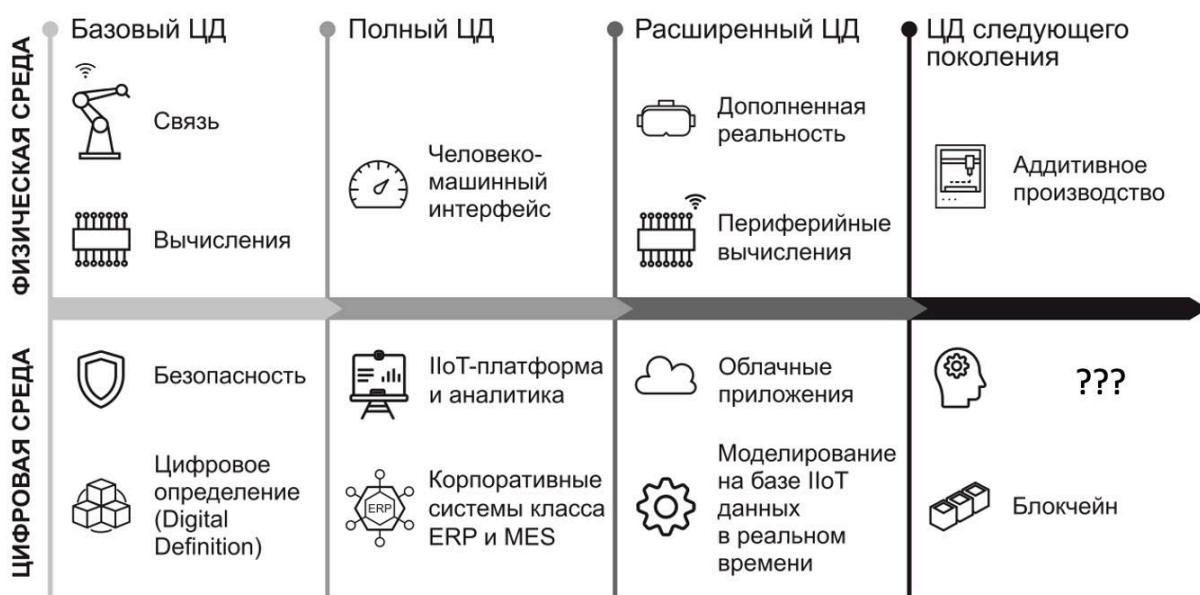 Базовый ЦД
Полный ЦД
Расширенный ЦД
ЦД следующего
поколения
ФИЗИЧЕСКАЯ СРЕДА
Связь
Вычисления
Человеко-
машинный
интерфейс
Дополненная
реальность
Периферийные
вычисления
Аддитивное
производство
ЦИФРОВАЯ СРЕДА
Безопасность
Цифровое
определение
(Digital
Definition)
IIoT-платформа
и аналитика
ERP
Корпоративные
системы класса
ERP и MES
Облачные
приложения
Моделирование
на базе IIoT
данных
в реальном
времени
???
Блокчейн